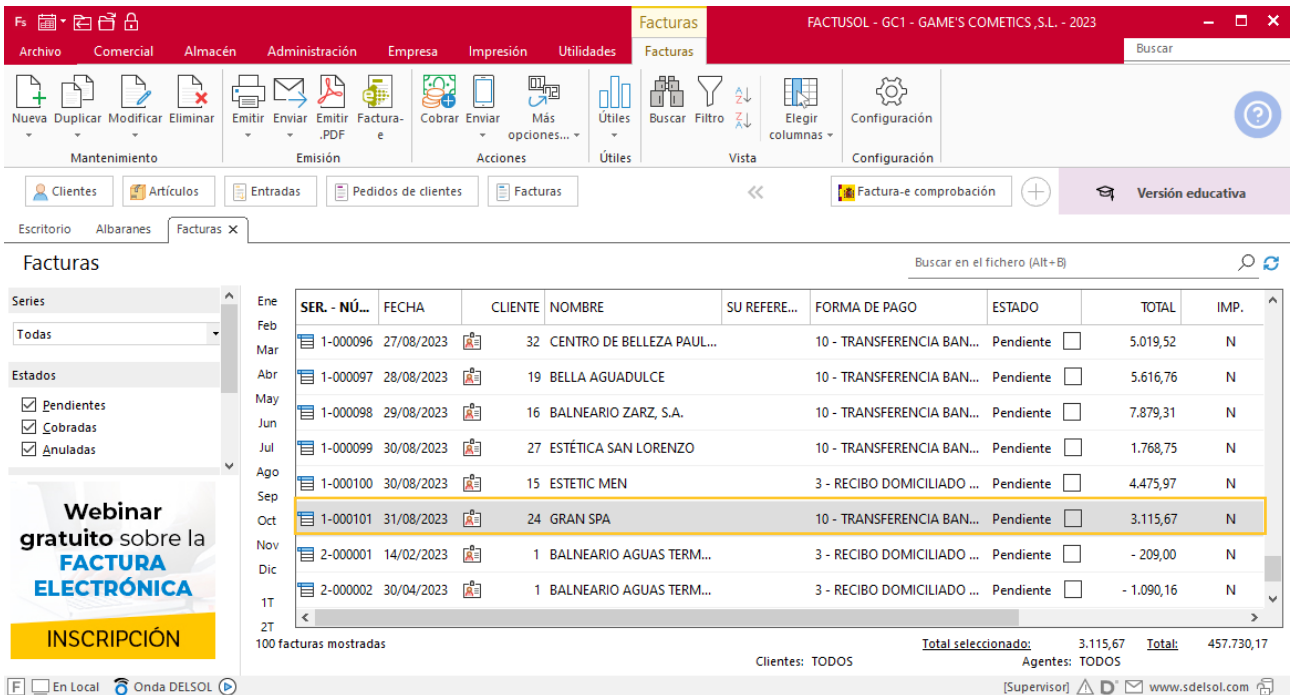 Fs Facturas FACTUSOL - GC1 - GAME'S COMETICS ,S.L. - 2023
Archivo Comercial Almacén Administración Empresa Impresión Utilidades Facturas Buscar
Nueva Duplicar Modificar Eliminar Emitir Enviar Emitir .PDF Factura-e Cobrar Enviar Más opciones... Útiles Buscar Filtro Elegir columnas Configuración
Mantenimiento Emisión Acciones Útiles Vista Configuración
Clientes Artículos Entradas Pedidos de clientes Facturas Factura-e comprobación Versión educativa
Escritorio Albaranes Facturas
Facturas Buscar en el fichero (Alt+B)
Series
Todas
Estados
Pendientes
Cobradas
Anuladas
Webinar
gratuito sobre la
FACTURA
ELECTRÓNICA
INSCRIPCIÓN
Ene
Feb
Mar
Abr
May
Jun
Jul
Ago
Sep
Oct
Nov
Dic
1T
2T
SER. - NÚ... FECHA CLIENTE NOMBRE SU REFERE... FORMA DE PAGO ESTADO TOTAL IMP.
1-000096 27/08/2023 32 CENTRO DE BELLEZA PAUL... 10 - TRANSFERENCIA BAN... Pendiente 5.019,52 N
1-000097 28/08/2023 19 BELLA AGUADULCE 10 - TRANSFERENCIA BAN... Pendiente 5.616,76 N
1-000098 29/08/2023 16 BALNEARIO ZARZ, S.A. 10 - TRANSFERENCIA BAN... Pendiente 7.879,31 N
1-000099 30/08/2023 27 ESTÉTICA SAN LORENZO 10 - TRANSFERENCIA BAN... Pendiente 1.768,75 N
1-000100 30/08/2023 15 ESTETIC MEN 3 - RECIBO DOMICILIADO ... Pendiente 4.475,97 N
1-000101 31/08/2023 24 GRAN SPA 10 - TRANSFERENCIA BAN... Pendiente 3.115,67 N
2-000001 14/02/2023 1 BALNEARIO AGUAS TERM... 3 - RECIBO DOMICILIADO ... Pendiente - 209,00 N
2-000002 30/04/2023 1 BALNEARIO AGUAS TERM... 3 - RECIBO DOMICILIADO ... Pendiente - 1.090,16 N
100 facturas mostradas Total seleccionado: 3.115,67 Total: 457.730,17
Clientes: TODOS Agentes: TODOS
F En Local Onda DELSOL [Supervisor] D° www.sdelsol.com